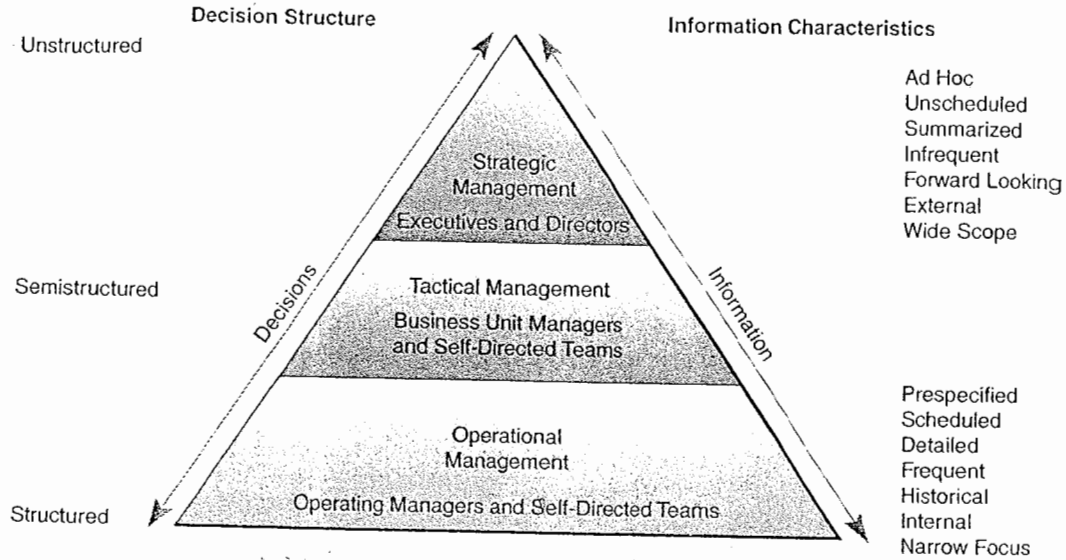 Decision Structure
Information Characteristics
Unstructured
Ad Hoc
Unscheduled
Summarized
Infrequent
Forward Looking
External
Wide Scope
Strategic
Management
Executives and Directors
Decisions
Information
Semistructured
Tactical Management
Business Unit Managers
and Self-Directed Teams
Prespecified
Scheduled
Detailed
Frequent
Historical
Internal
Narrow Focus
Operational
Management
Operating Managers and Self-Directed Teams
Structured